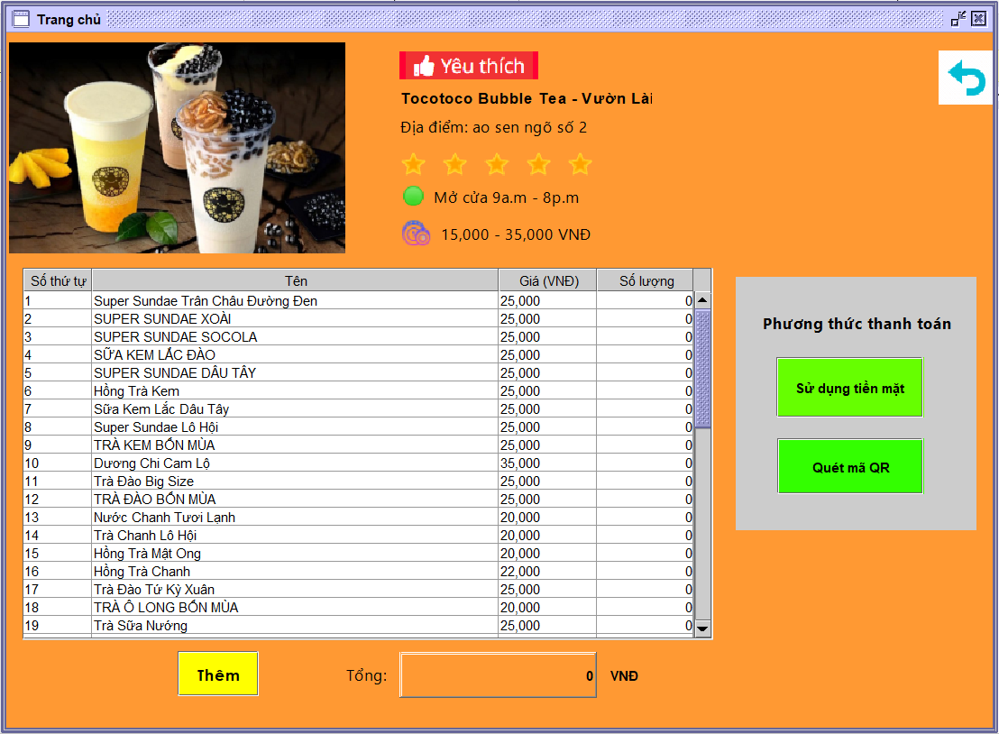 Trang chủ
Yêu thích
Tocotoco Bubble Tea - Vườn Lài
Địa điểm: ao sen ngõ số 2
Mở cửa 9a.m - 8p.m
15,000 - 35,000 VNĐ
Số thứ tự Tên Giá (VNĐ) Số lượng
1 Super Sundae Trân Châu Đường Đen 25,000 0
2 SUPER SUNDAE XOÀI 25,000 0
3 SUPER SUNDAE SOCOLA 25,000 0
4 SỮA KEM LẮC ĐÀO 25,000 0
5 SUPER SUNDAE DÂU TÂY 25,000 0
6 Hồng Trà Kem 25,000 0
7 Sữa Kem Lắc Dâu Tây 25,000 0
8 Super Sundae Lô Hội 25,000 0
9 TRÀ KEM BỐN MÙA 25,000 0
10 Dương Chi Cam Lộ 35,000 0
11 Trà Đào Big Size 25,000 0
12 TRÀ ĐÀO BỐN MÙA 25,000 0
13 Nước Chanh Tươi Lạnh 20,000 0
14 Trà Chanh Lô Hội 20,000 0
15 Hồng Trà Mật Ong 20,000 0
16 Hồng Trà Chanh 22,000 0
17 Trà Đào Tứ Kỳ Xuân 25,000 0
18 TRÀ Ô LONG BỐN MÙA 20,000 0
19 Trà Sữa Nướng 25,000 0
Phương thức thanh toán
Sử dụng tiền mặt
Quét mã QR
Thêm
Tổng: 0 VNĐ